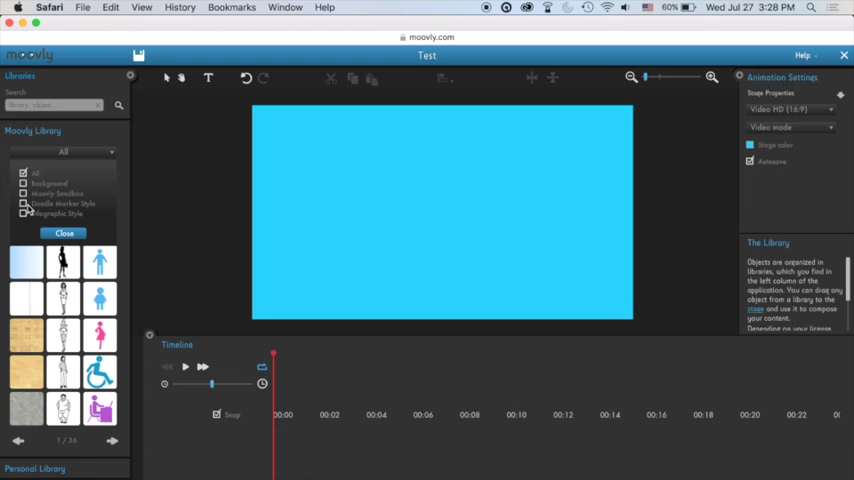 Safari File Edit View History Bookmarks Window Help 60% Wed Jul 27 3:28 PM
moovly.com
moovly Test Help
Libraries
Search
library, object, ...
Moovly Library
All
All
Background
Moovly Sandbox
Doodle Marker Style
Infographic Style
Close
1 / 36
Personal Library
T
Animation Settings
Stage Properties
Video HD (16:9)
Video mode
Stage color
Autosave
The Library
Objects are organized in
libraries, which you find in
the left column of the
application. You can drag any
object from a library to the
stage and use it to compose
your content.
Depending on your license,
Timeline
Snap 00:00 00:02 00:04 00:06 00:08 00:10 00:12 00:14 00:16 00:18 00:20 00:22